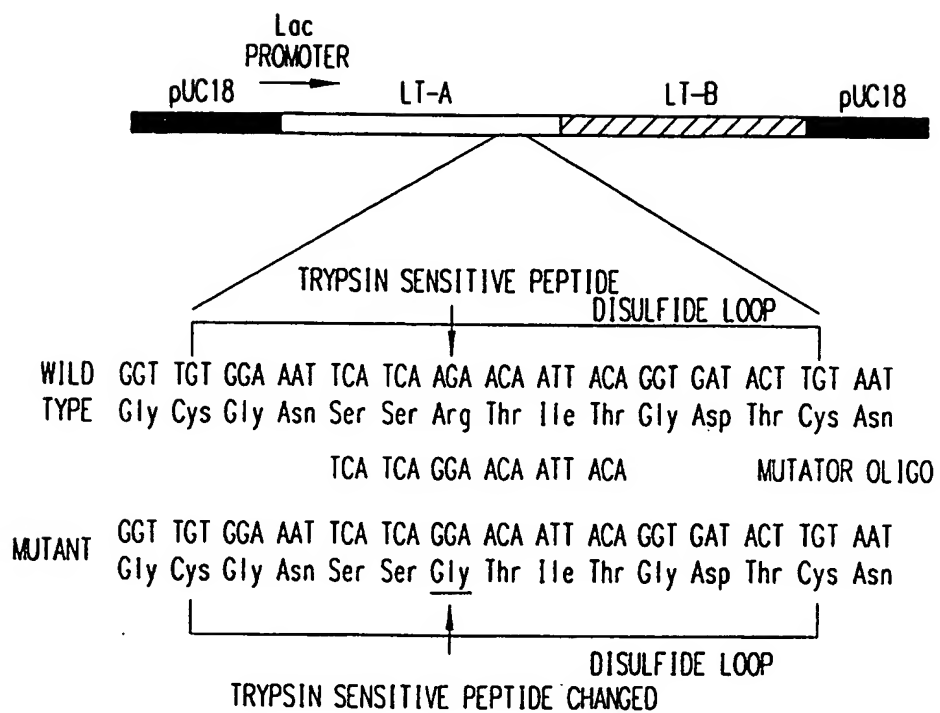 Lac
PROMOTER
pUC18 LT-A LT-B pUC18
TRYPSIN SENSITIVE PEPTIDE
DISULFIDE LOOP
WILD GGT TGT GGA AAT TCA TCA AGA ACA ATT ACA GGT GAT ACT TGT AAT
TYPE Gly Cys Gly Asn Ser Ser Arg Thr Ile Thr Gly Asp Thr Cys Asn
TCA TCA GGA ACA ATT ACA MUTATOR OLIGO
MUTANT GGT TGT GGA AAT TCA TCA GGA ACA ATT ACA GGT GAT ACT TGT AAT
Gly Cys Gly Asn Ser Ser Gly Thr Ile Thr Gly Asp Thr Cys Asn
DISULFIDE LOOP
TRYPSIN SENSITIVE PEPTIDE CHANGED